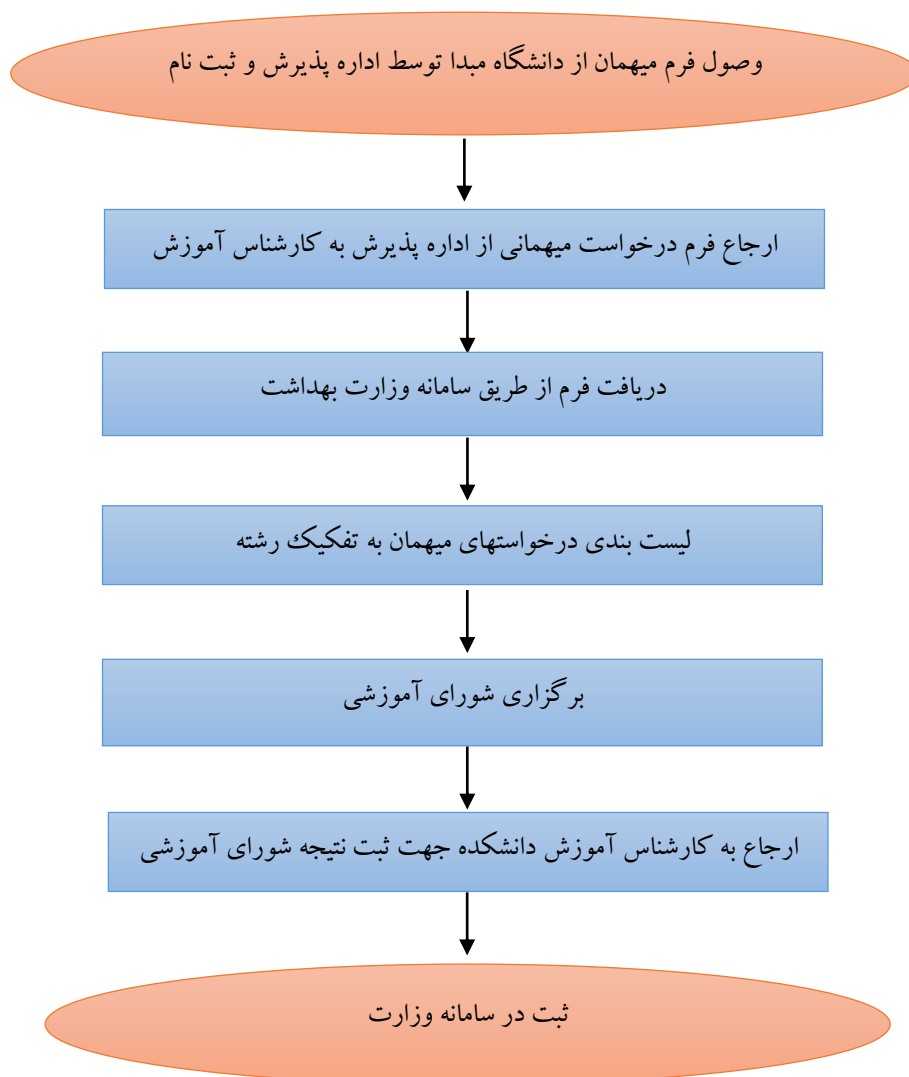 وصول فرم میهمان از دانشگاه مبدا توسط اداره پذیرش و ثبت نام
ارجاع فرم درخواست میهمانی از اداره پذیرش به کارشناس آموزش
دریافت فرم از طریق سامانه وزارت بهداشت
لیست بندی درخواستهای میهمان به تفکیک رشته
برگزاری شورای آموزشی
ارجاع به کارشناس آموزش دانشکده جهت ثبت نتیجه شورای آموزشی
ثبت در سامانه وزارت